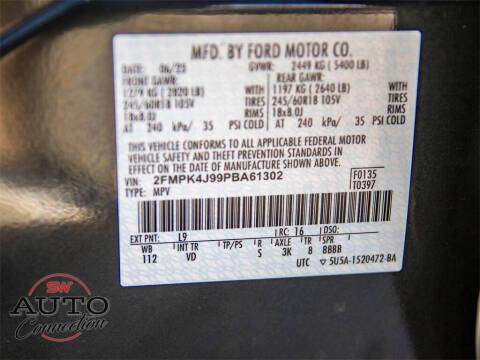 MFD. BY FORD MOTOR CO.
DATE: 06/23 GVWR: 2449 KG ( 5400 LB)
FRONT GAWR: REAR GAWR:
1279 KG ( 2820 LB) WITH 1197 KG ( 2640 LB) WITH
245/60R18 105V TIRES 245/60R18 105V TIRES
18x8.0J RIMS 18x8.0J RIMS
AT 240 kPa/ 35 PSI COLD AT 240 kPa/ 35 PSI COLD
THIS VEHICLE CONFORMS TO ALL APPLICABLE FEDERAL MOTOR
VEHICLE SAFETY AND THEFT PREVENTION STANDARDS IN
EFFECT ON THE DATE OF MANUFACTURE SHOWN ABOVE.
VIN: 2FMPK4J99PBA61302 F0135
TYPE: MPV T0397
EXT PNT: L9 RC: 16 DSO:
WB INT TR TP/PS R AXLE TR SPR
112 VD S 3K 8 BBBB
UTC ▽ 5U5A-1520472-BA
SW
AUTO
Connection